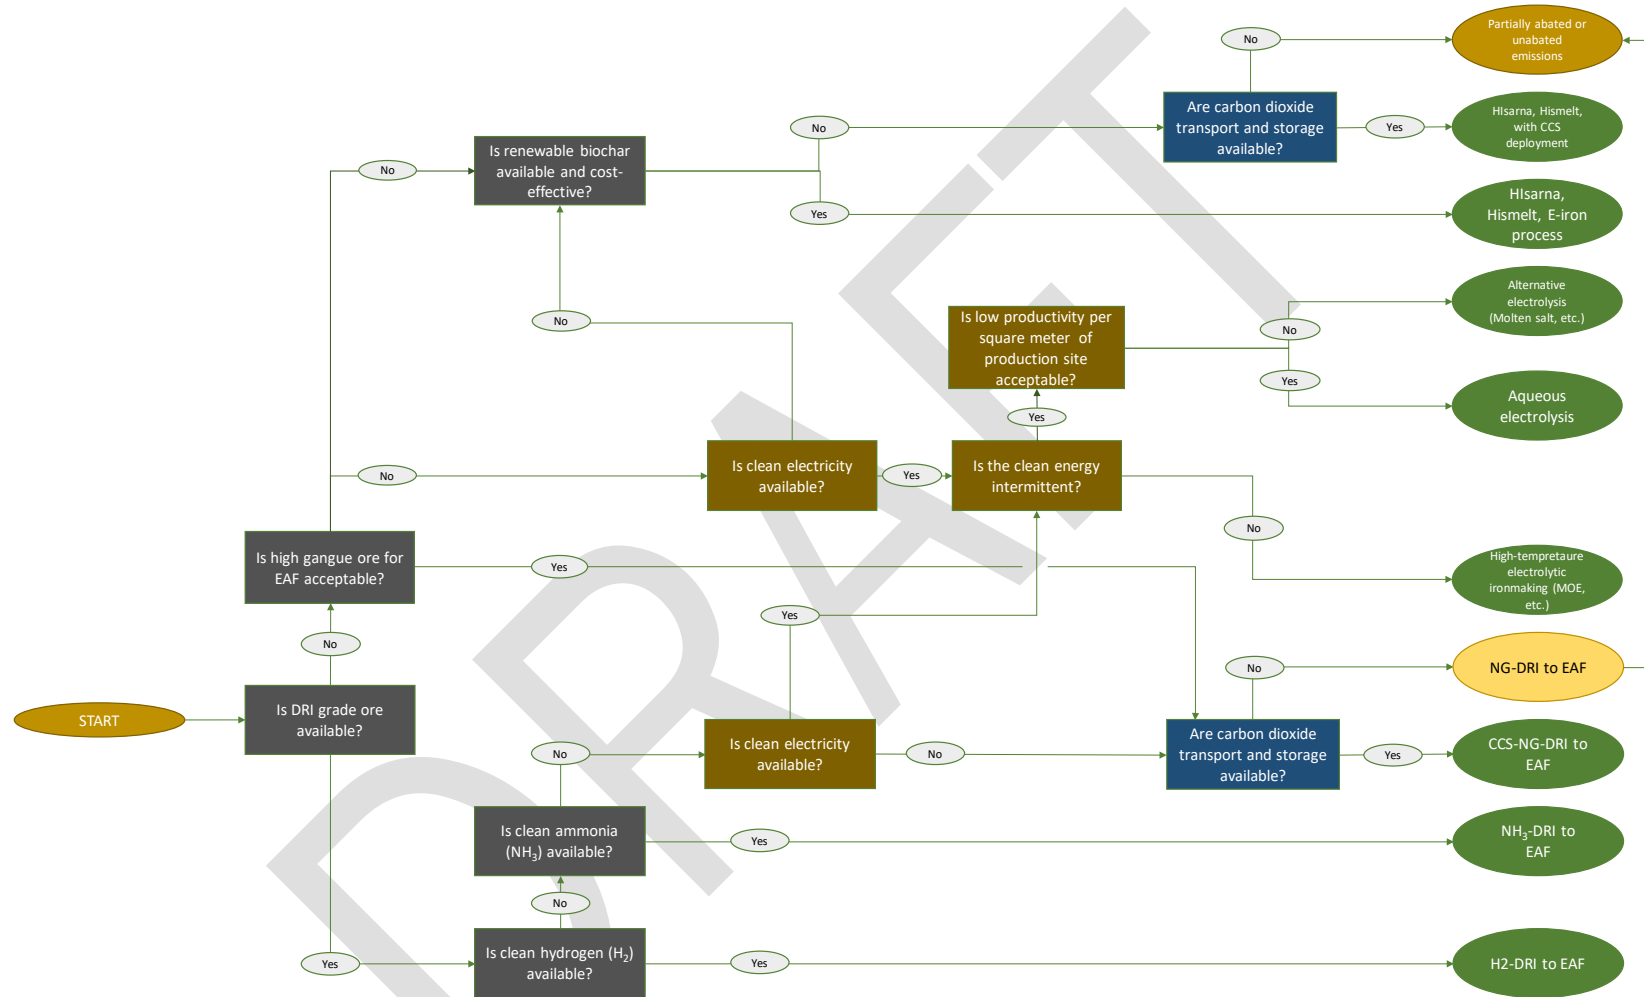 No
Partially abated or
unabated
emissions
Are carbon dioxide
transport and storage
available?
Yes
HIsarna, Hismelt,
with CCS
deployment
No
Is renewable biochar
available and cost-
effective?
No
Yes
HIsarna,
Hismelt, E-iron
process
No
Is low productivity per
square meter of
production site
acceptable?
No
Alternative
electrolysis
(Molten salt, etc.)
Yes
Aqueous
electrolysis
Yes
No
Is clean electricity
available?
Yes
Is the clean energy
intermittent?
No
High-tempretaure
electrolytic
ironmaking (MOE,
etc.)
Is high gangue ore for
EAF acceptable?
Yes
Yes
No
No
NG-DRI to EAF
START
Is DRI grade ore
available?
No
Is clean electricity
available?
No
Are carbon dioxide
transport and storage
available?
Yes
CCS-NG-DRI to
EAF
Is clean ammonia
(NH₃) available?
Yes
NH₃-DRI to
EAF
No
Yes
Is clean hydrogen (H₂)
available?
Yes
H2-DRI to EAF
DRAFT